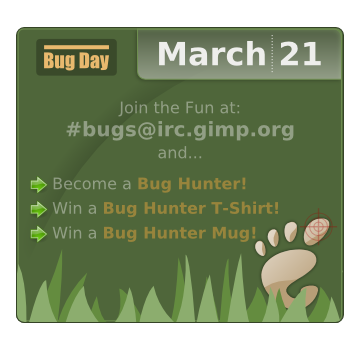 Bug Day
March 21
Join the Fun at:
#bugs@irc.gimp.org
and...
Become a Bug Hunter!
Win a Bug Hunter T-Shirt!
Win a Bug Hunter Mug!